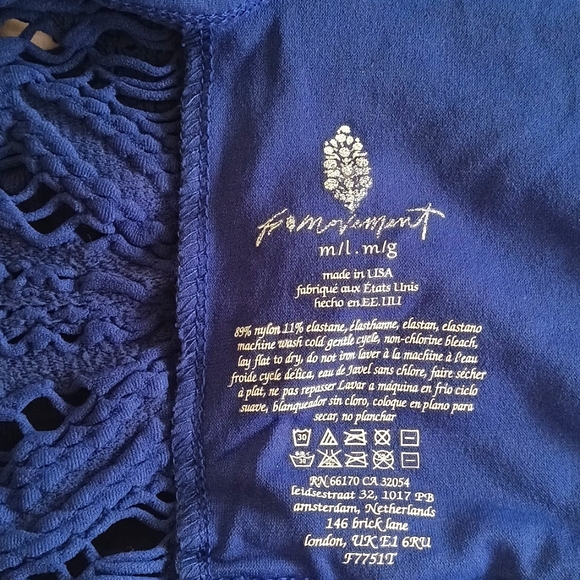 FP movement
m/l . m/g
made in USA
fabriqué aux États Unis
hecho en EE.UU
89% nylon 11% elastane, élasthanne, elastan, elastano
machine wash cold gentle cycle, non-chlorine bleach,
lay flat to dry, do not iron laver à la machine à l'eau
froide cycle délica, eau de Javel sans chlore, faire sécher
à plat, ne pas repasser Lavar a maquina en frio ciclo
suave, blanqueador sin cloro, coloque en plano para
secar, no planchar
30
30
RN 66170 CA 32054
leidsestraat 32, 1017 PB
amsterdam, Netherlands
146 brick lane
london, UK E1 6RU
F7751T